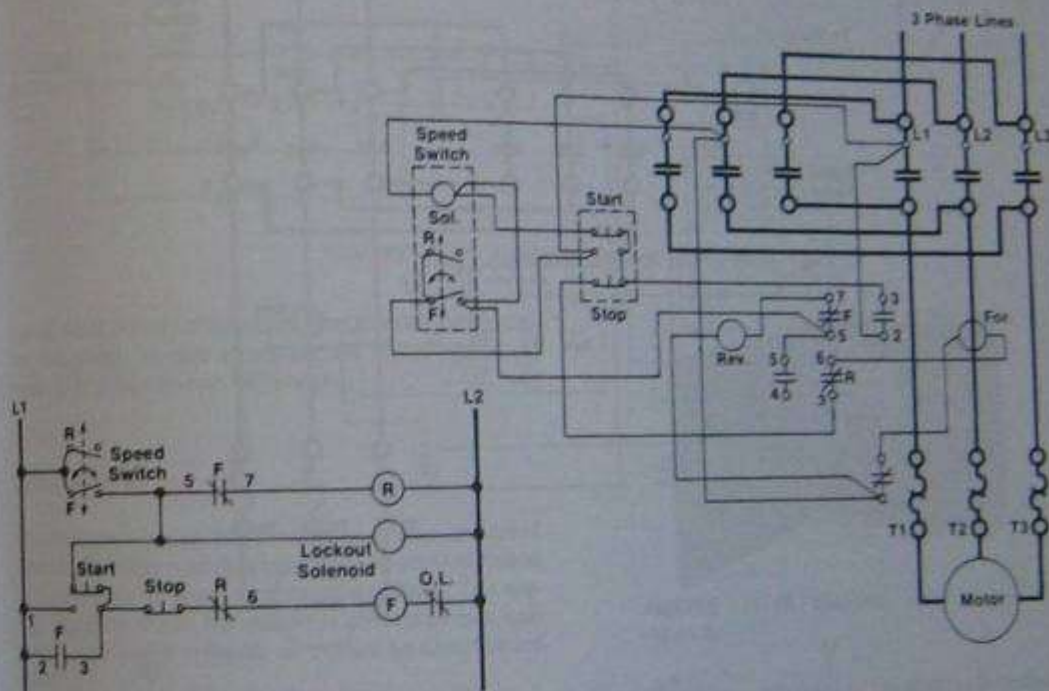 3 Phase Lines
L1
L2
L3
Speed
Switch
Sol.
R
F
Start
Stop
7
F
5
3
2
Rev.
5
4
6
R
3
For
T1
T2
T3
Motor
L1
L2
R
Speed
Switch
F
5
F
7
R
Lockout
Solenoid
Start
Stop
R
6
F
O.L.
1
F
2
3